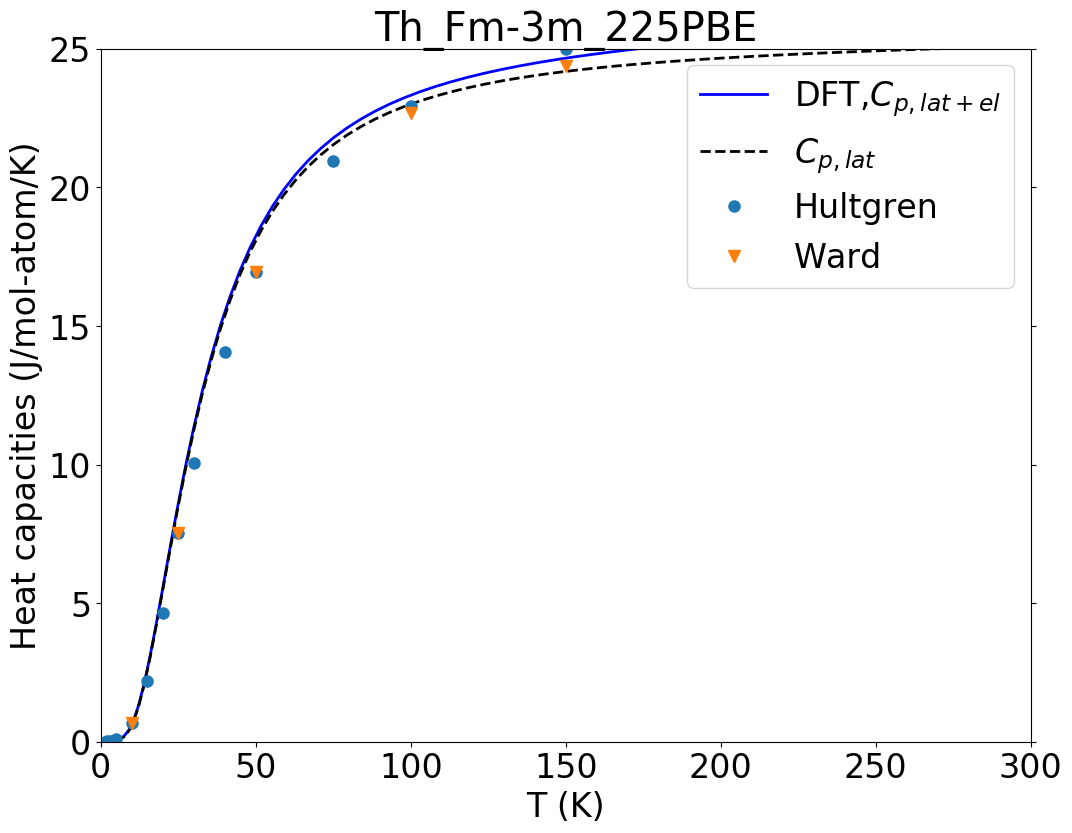 Th_Fm-3m_225PBE
Heat capacities (J/mol-atom/K)
25
20
15
10
5
0
DFT,C_{p, lat+el}
C_{p, lat}
Hultgren
Ward
0 50 100 150 200 250 300
T (K)